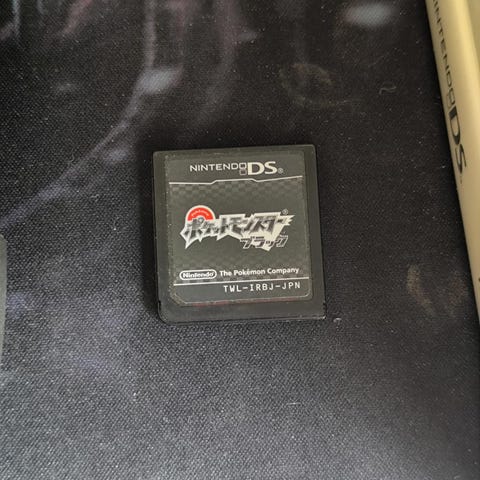 NINTENDO DS®
ポケットモンスター®
ブラック
Nintendo The Pokémon Company
TWL-IRBJ-JPN
NINTENDO DS